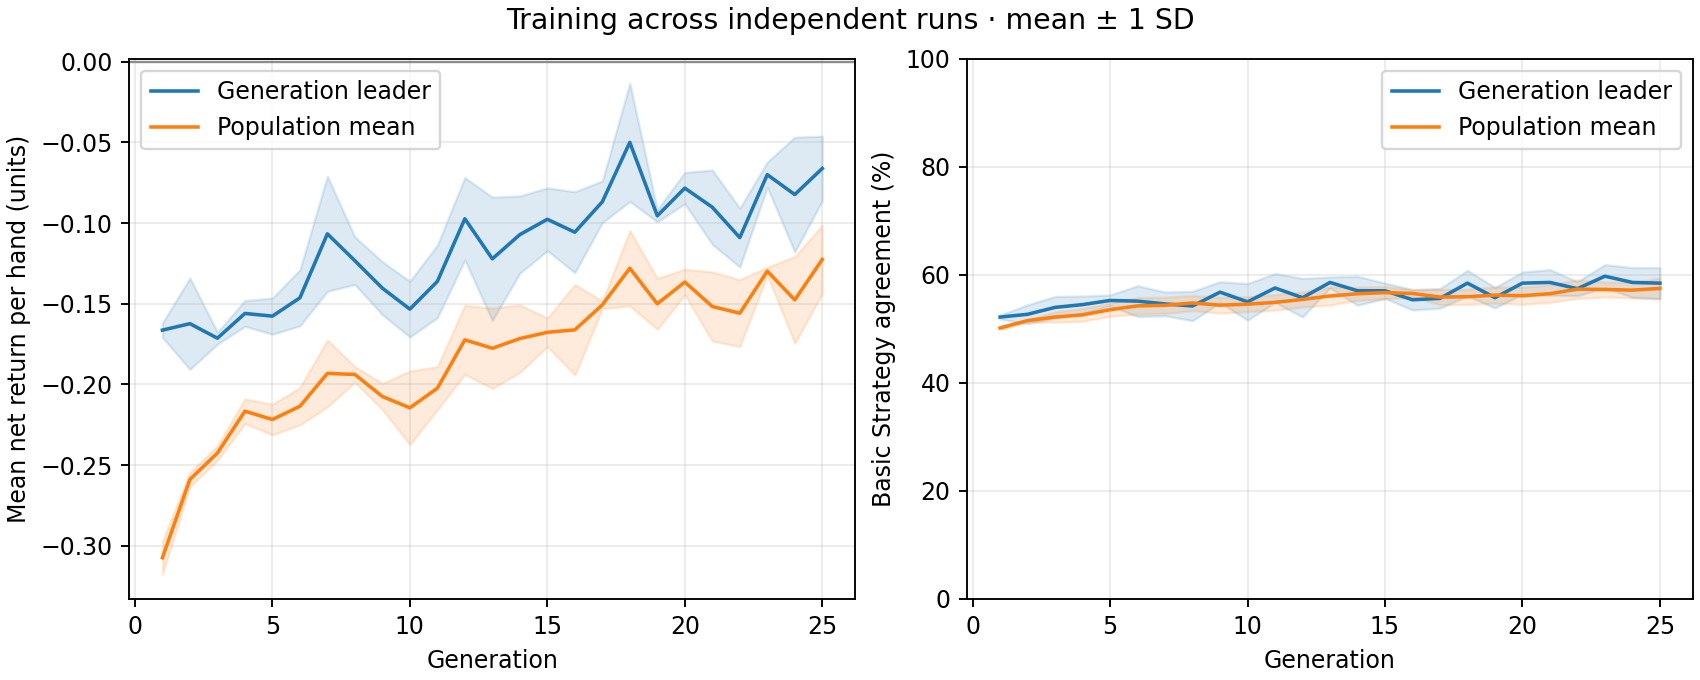 Training across independent runs · mean ± 1 SD
Mean net return per hand (units)
0.00
−0.05
−0.10
−0.15
−0.20
−0.25
−0.30
Generation leader
Population mean
0
5
10
15
20
25
Generation
Basic Strategy agreement (%)
100
80
60
40
20
0
Generation leader
Population mean
0
5
10
15
20
25
Generation